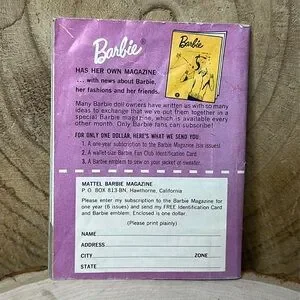 Barbie®
Barbie
HAS HER OWN MAGAZINE
... with news about Barbie,
her fashions and her friends.
Many Barbie doll owners have written us with so many
ideas to exchange that we've put them together in a
special Barbie magazine, which is available every
other month. Only Barbie fans can subscribe!
FOR ONLY ONE DOLLAR, HERE'S WHAT WE SEND YOU:
1. A one-year subscription to the Barbie Magazine (six issues)
2. A wallet-size Barbie Fan Club Identification Card
3. A Barbie emblem to sew on your jacket or sweater.
MATTEL BARBIE MAGAZINE
P. O. BOX 813-BN, Hawthorne, California
Please enter my subscription to the Barbie Magazine for
one year (6 issues) and send my FREE Identification Card
and Barbie emblem. Enclosed is one dollar.
(Please print plainly)
NAME
ADDRESS
CITY ZONE
STATE